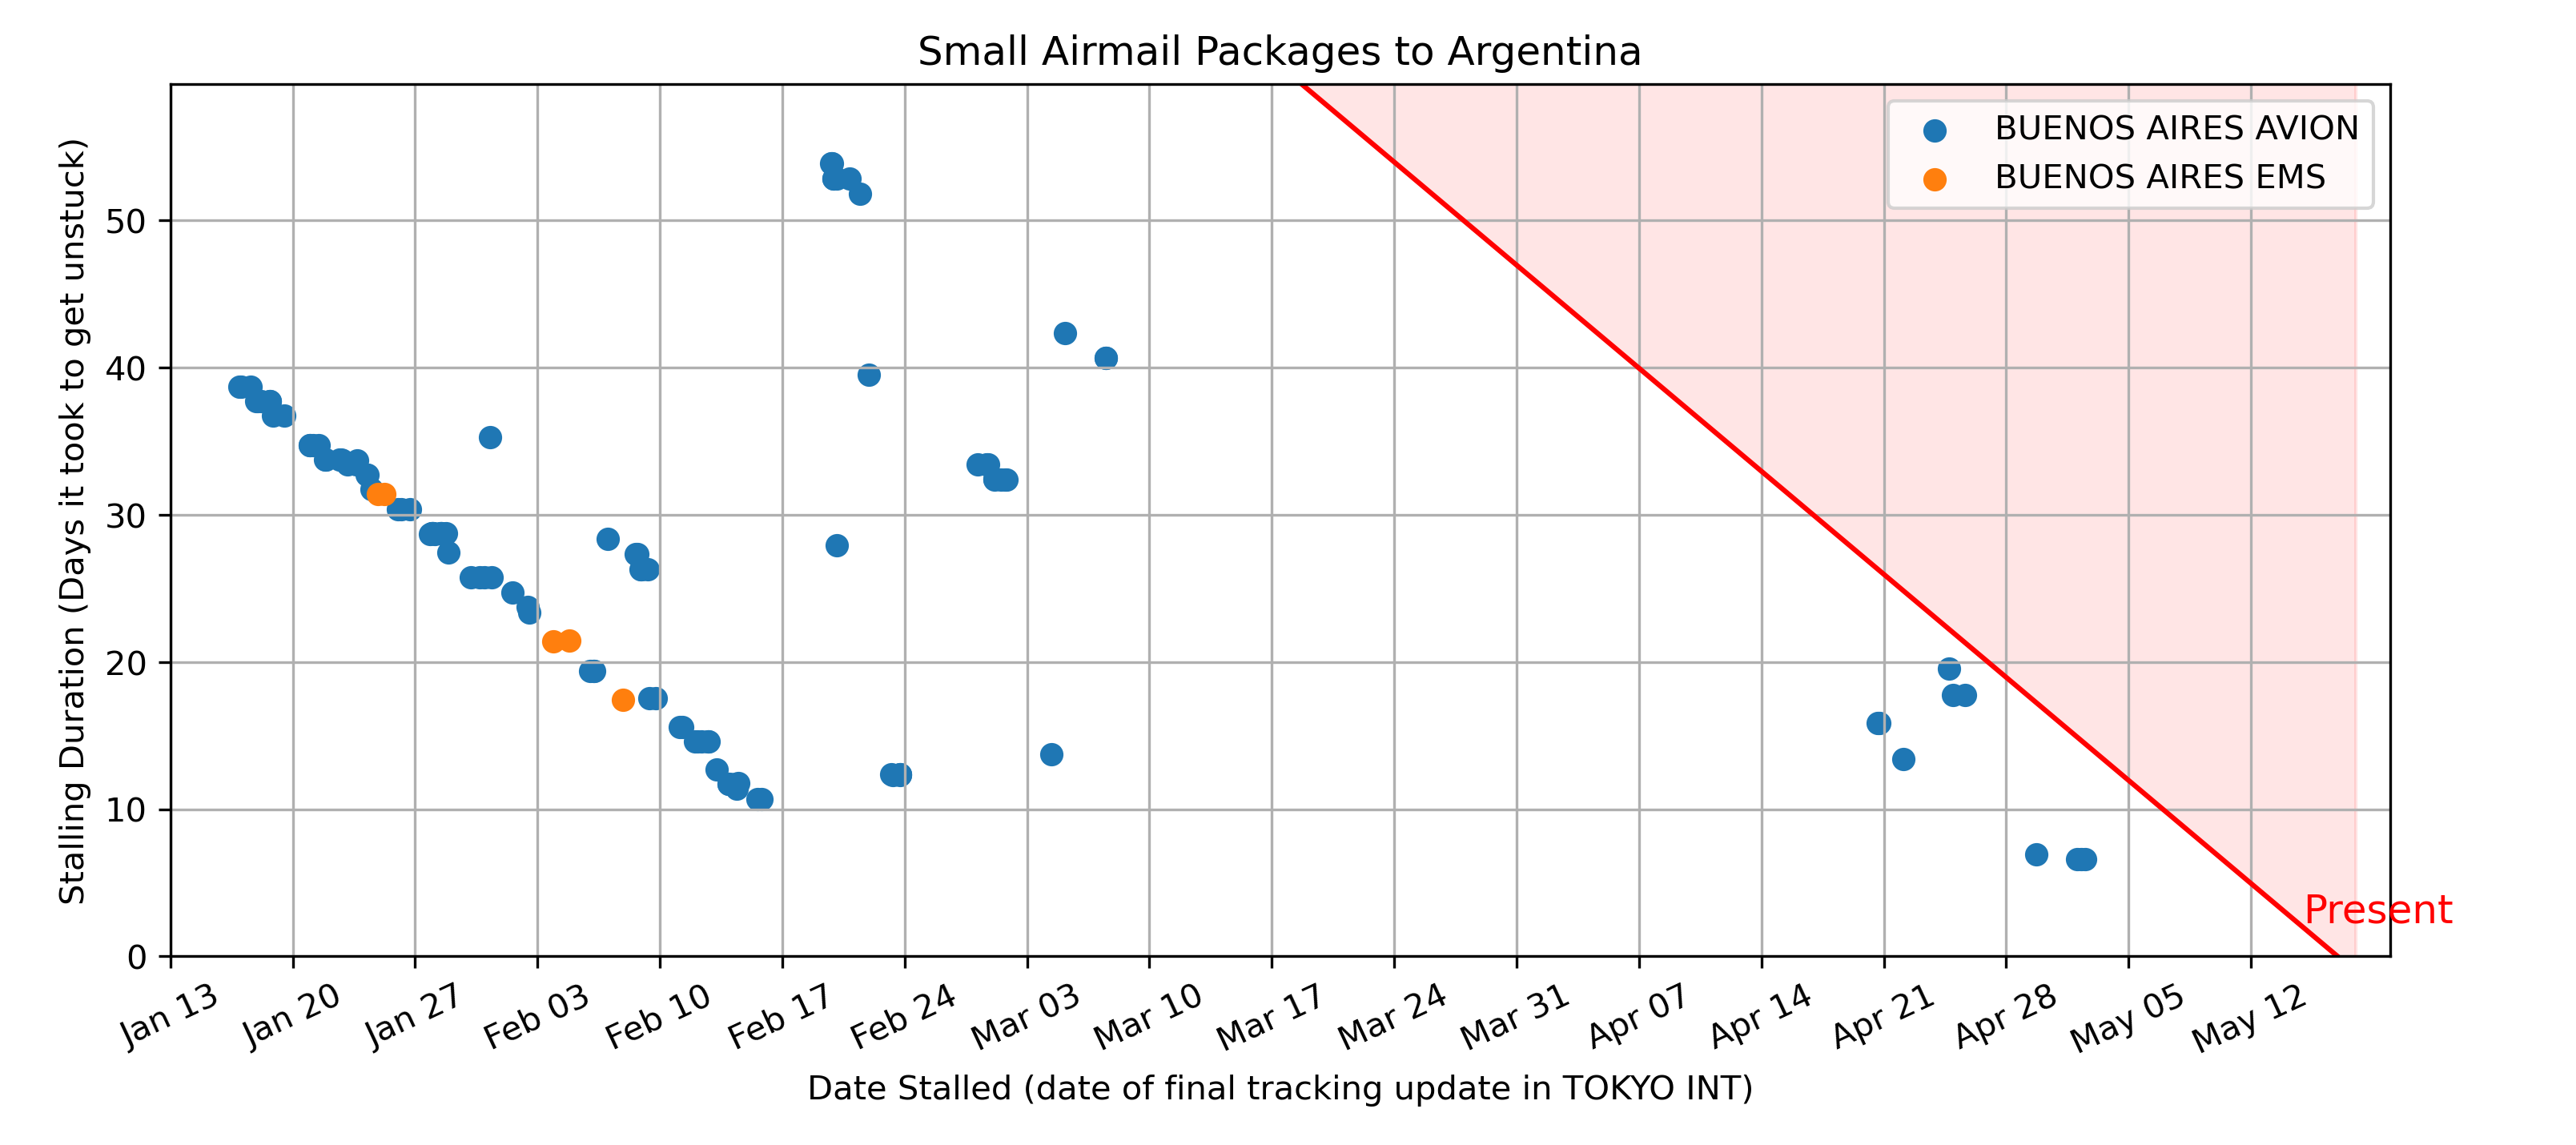 Small Airmail Packages to Argentina
BUENOS AIRES AVION
BUENOS AIRES EMS
Stalling Duration (Days it took to get unstuck)
50
40
30
20
10
0
Present
Jan 13
Jan 20
Jan 27
Feb 03
Feb 10
Feb 17
Feb 24
Mar 03
Mar 10
Mar 17
Mar 24
Mar 31
Apr 07
Apr 14
Apr 21
Apr 28
May 05
May 12
Date Stalled (date of final tracking update in TOKYO INT)